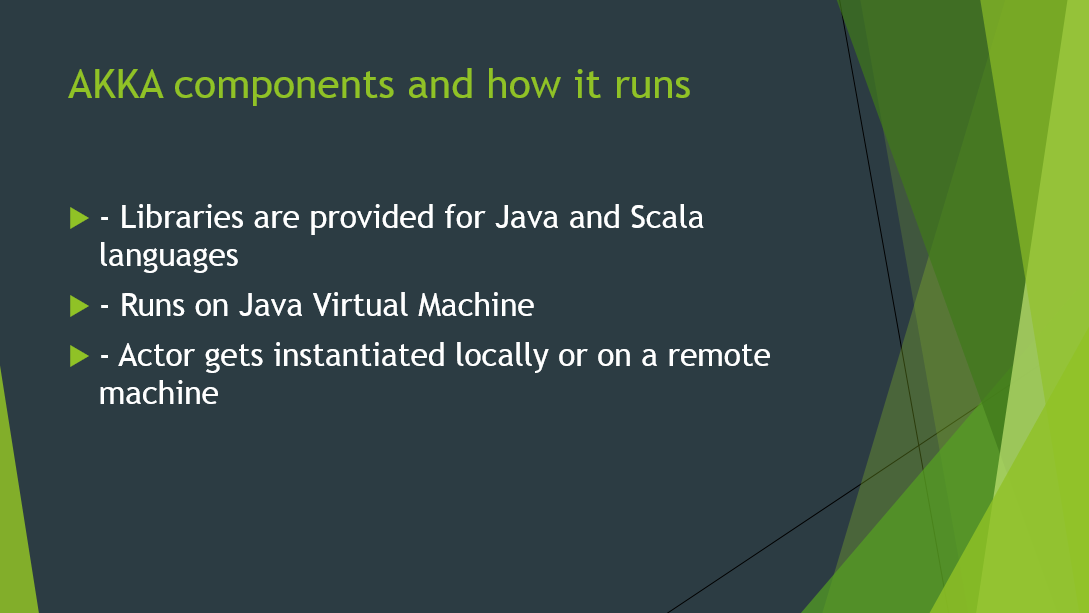 AKKA components and how it runs
- Libraries are provided for Java and Scala
languages
- Runs on Java Virtual Machine
- Actor gets instantiated locally or on a remote
machine